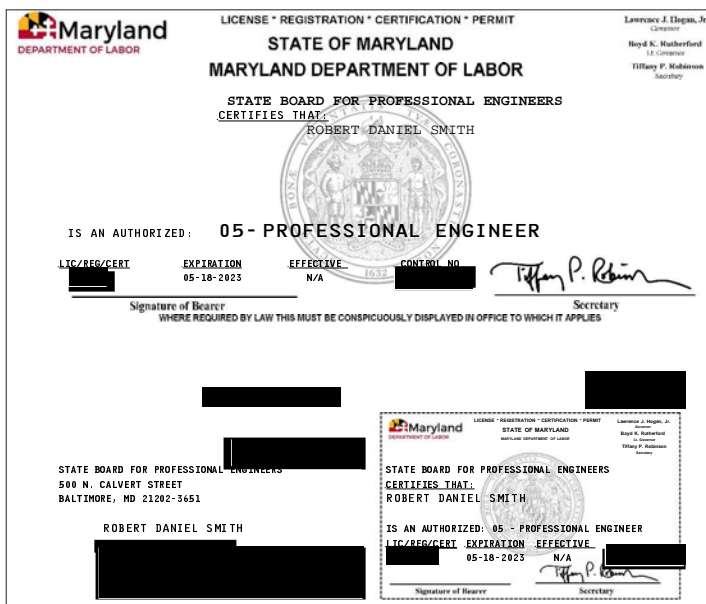 Maryland
DEPARTMENT OF LABOR
LICENSE * REGISTRATION * CERTIFICATION * PERMIT
STATE OF MARYLAND
MARYLAND DEPARTMENT OF LABOR
Lawrence J. Hogan, Jr.
Governor
Boyd K. Rutherford
Lt. Governor
Tiffany P. Robinson
Secretary
STATE BOARD FOR PROFESSIONAL ENGINEERS
CERTIFIES THAT:
ROBERT DANIEL SMITH
IS AN AUTHORIZED: 05- PROFESSIONAL ENGINEER
LIC/REG/CERT EXPIRATION EFFECTIVE CONTROL NO
05-18-2023 N/A
1632
Tiffany P. Robinson
Signature of Bearer Secretary
WHERE REQUIRED BY LAW THIS MUST BE CONSPICUOUSLY DISPLAYED IN OFFICE TO WHICH IT APPLIES
STATE BOARD FOR PROFESSIONAL ENGINEERS
500 N. CALVERT STREET
BALTIMORE, MD 21202-3651
ROBERT DANIEL SMITH
Maryland
DEPARTMENT OF LABOR
LICENSE * REGISTRATION * CERTIFICATION * PERMIT
STATE OF MARYLAND
MARYLAND DEPARTMENT OF LABOR
Lawrence J. Hogan, Jr.
Governor
Boyd K. Rutherford
Lt. Governor
Tiffany P. Robinson
Secretary
STATE BOARD FOR PROFESSIONAL ENGINEERS
CERTIFIES THAT:
ROBERT DANIEL SMITH
IS AN AUTHORIZED: 05 - PROFESSIONAL ENGINEER
LIC/REG/CERT EXPIRATION EFFECTIVE
05-18-2023 N/A
Tiffany P. Robinson
Signature of Bearer Secretary